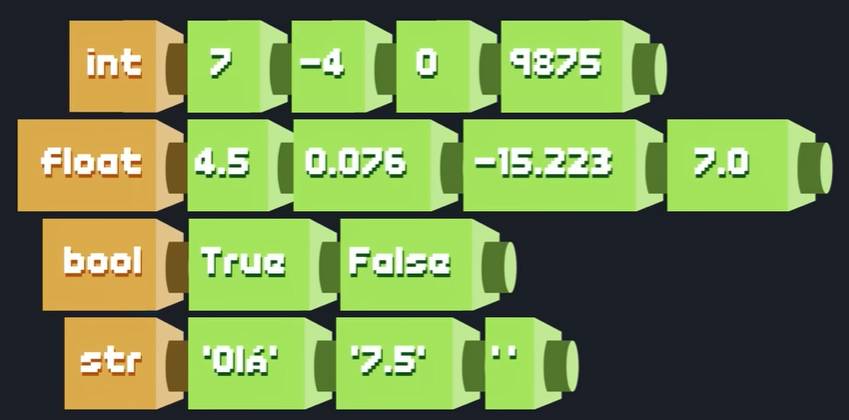 int 7 -4 0 9875
float 4.5 0.076 -15.223 7.0
bool True False
str 'Olá' '7.5' ' '